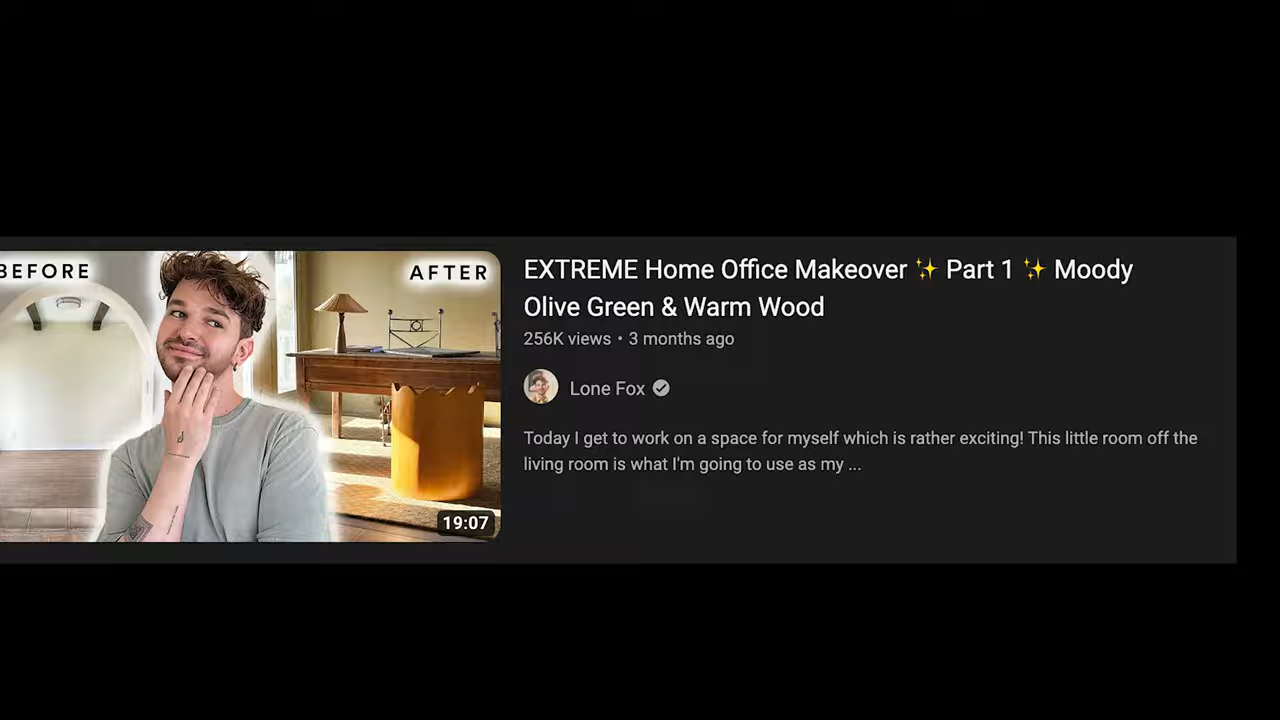 BEFORE
AFTER
19:07
EXTREME Home Office Makeover ✨ Part 1 ✨ Moody
Olive Green & Warm Wood
256K views • 3 months ago
Lone Fox
Today I get to work on a space for myself which is rather exciting! This little room off the
living room is what I'm going to use as my ...